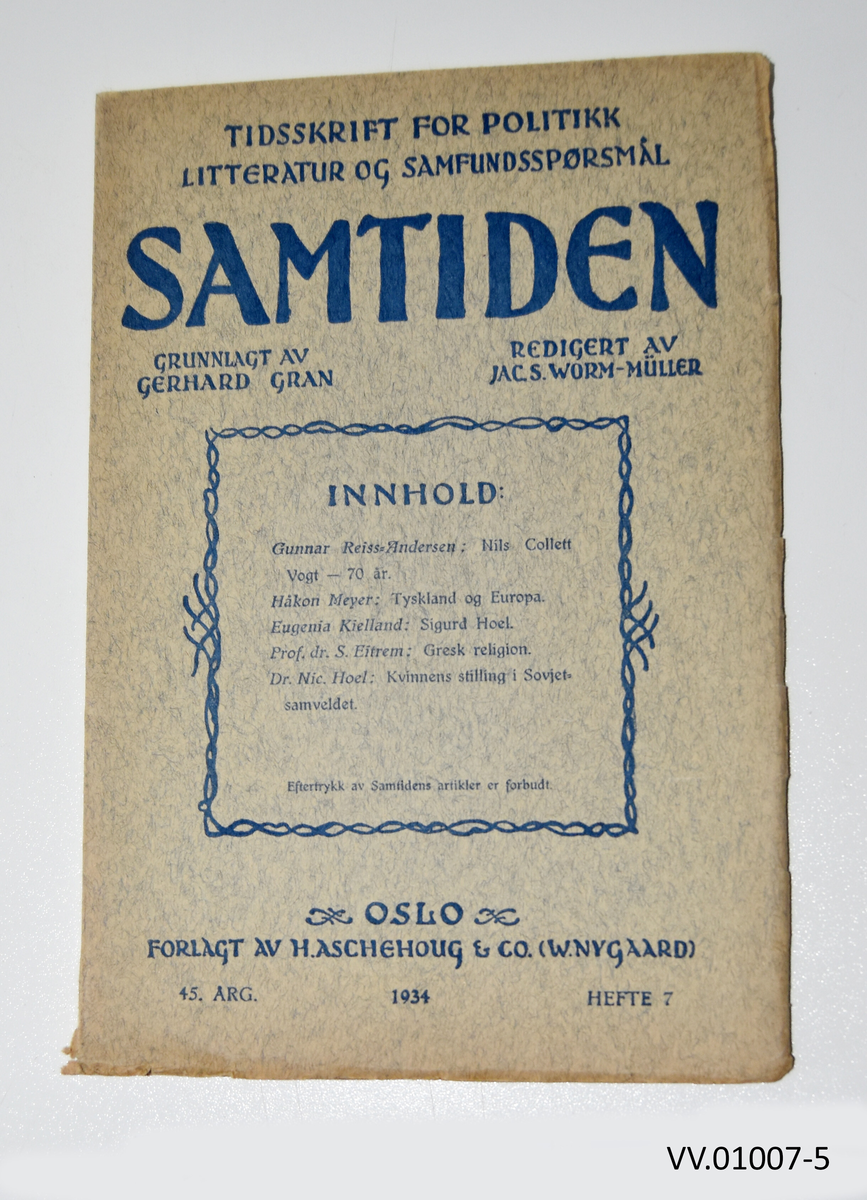 TIDSSKRIFT FOR POLITIKK
LITTERATUR OG SAMFUNDSSPØRSMÅL
SAMTIDEN
GRUNNLAGT AV
GERHARD GRAN
REDIGERT AV
JAC. S. WORM-MÜLLER
INNHOLD:
Gunnar Reiss-Andersen: Nils Collett
Vogt — 70 år.
Håkon Meyer: Tyskland og Europa.
Eugenia Kielland: Sigurd Hoel.
Prof. dr. S. Eitrem: Gresk religion.
Dr. Nic. Hoel: Kvinnens stilling i Sovjet-
samveldet.
Eftertrykk av Samtidens artikler er forbudt.
OSLO
FORLAGT AV H. ASCHEHOUG & CO. (W. NYGAARD)
45. ARG. 1934 HEFTE 7
VV.01007-5